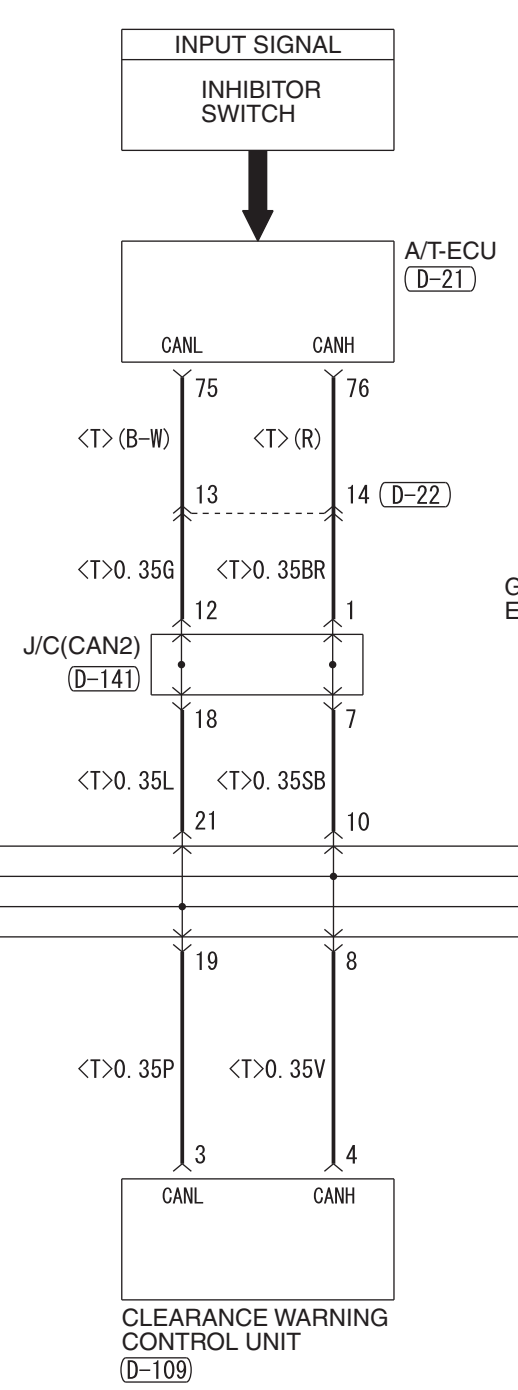 INPUT SIGNAL
INHIBITOR
SWITCH
A/T-ECU
D-21
CANL CANH
75 76
<T>(B-W) <T>(R)
13 14 D-22
<T>0.35G <T>0.35BR
G
E
12 1
J/C(CAN2)
D-141
18 7
<T>0.35L <T>0.35SB
21 10
19 8
<T>0.35P <T>0.35V
3 4
CANL CANH
CLEARANCE WARNING
CONTROL UNIT
D-109